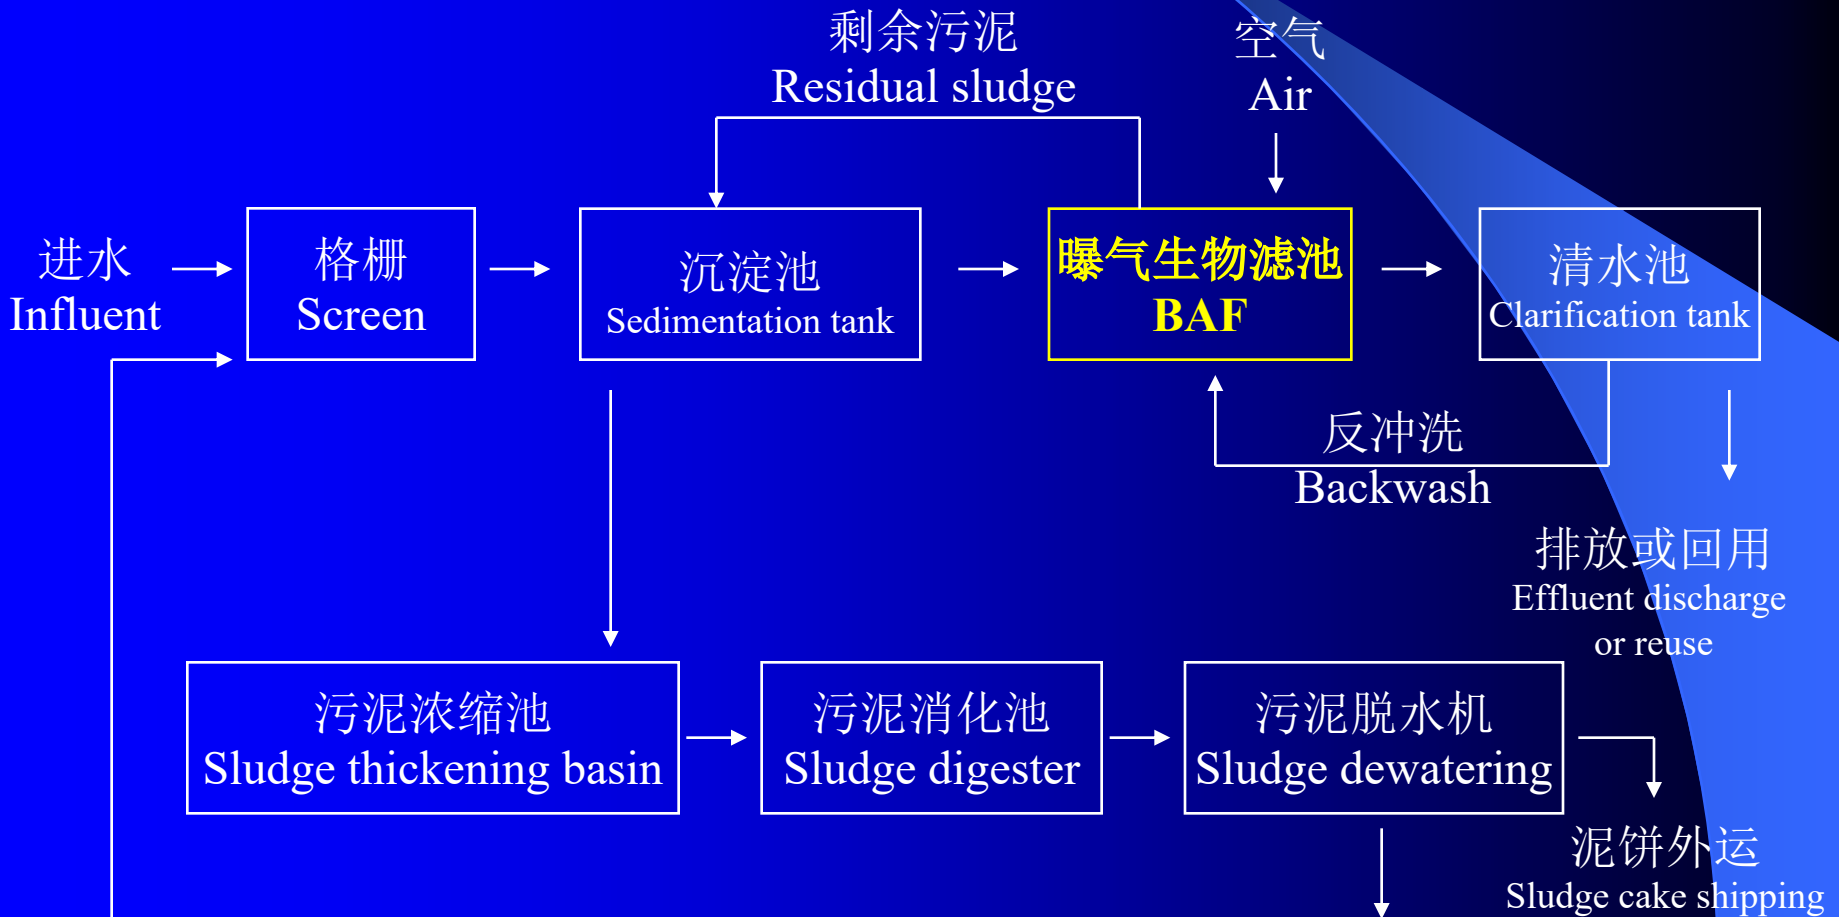 剩余污泥
Residual sludge
空气
Air
进水
Influent
格栅
Screen
沉淀池
Sedimentation tank
曝气生物滤池
BAF
清水池
Clarification tank
反冲洗
Backwash
排放或回用
Effluent discharge
or reuse
污泥浓缩池
Sludge thickening basin
污泥消化池
Sludge digester
污泥脱水机
Sludge dewatering
泥饼外运
Sludge cake shipping